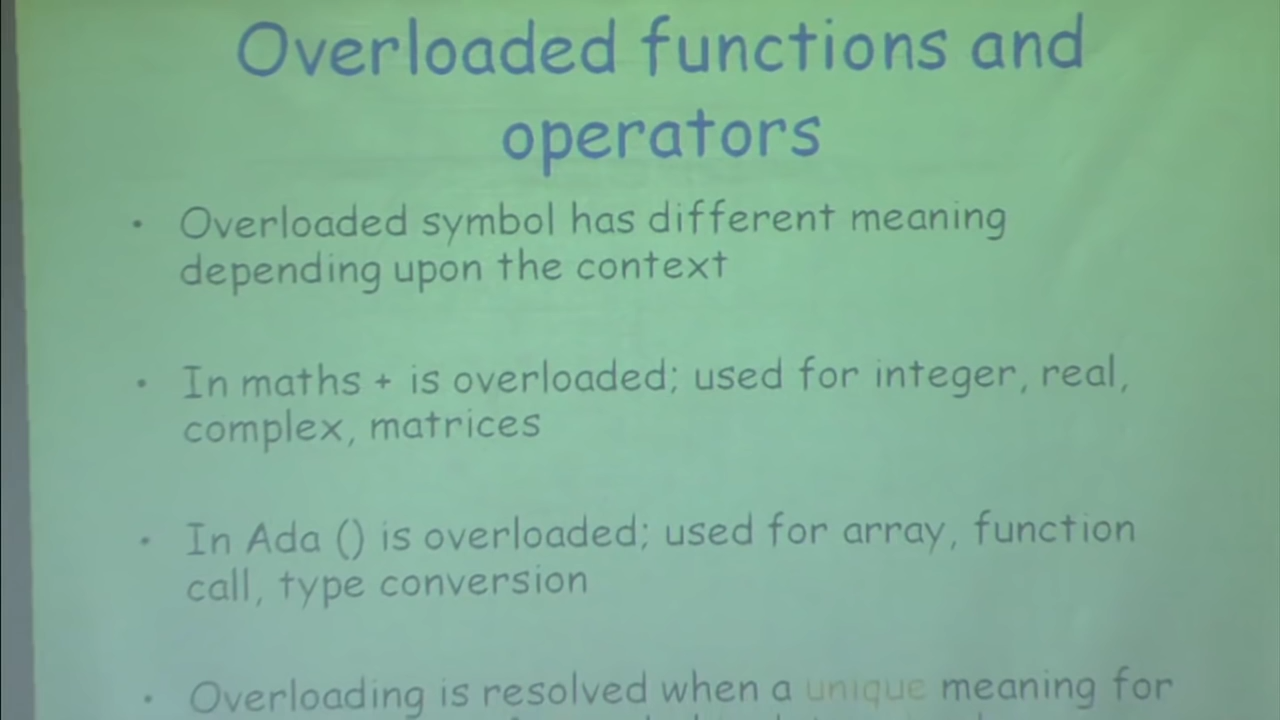 Overloaded functions and
operators
• Overloaded symbol has different meaning
depending upon the context
• In maths + is overloaded; used for integer, real,
complex, matrices
• In Ada () is overloaded; used for array, function
call, type conversion
• Overloading is resolved when a unique meaning for